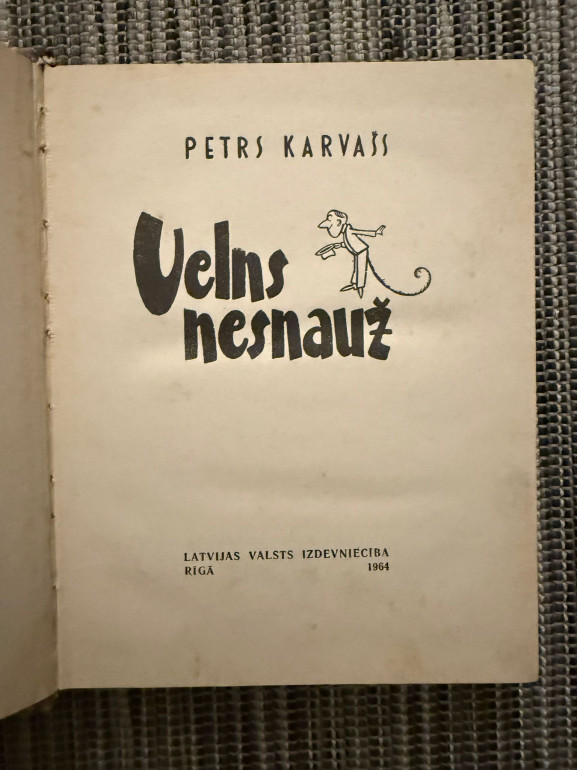 PETRS KARVAŠS
Velns
nesnauž
LATVIJAS VALSTS IZDEVNIECĪBA
RĪGĀ 1964